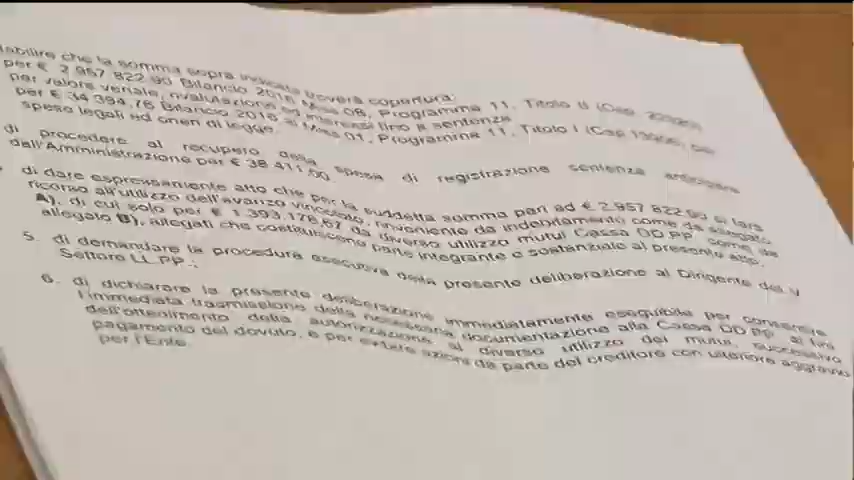 che la somma sopra indicata troverà copertura:
per € 2.957.822,90 Bilancio 2016 Miss 08, Programma 11, Titolo II (Cap.
per valore venale, rivalutazione ed interessi fino a sentenza
per € 34.394,76 Bilancio 2016 Miss 01, Programma 11, Titolo I (Cap
spese legali ed oneri di legge.
di procedere al recupero della spesa di registrazione sentenza anticipata
dall'Amministrazione per € 38.411,00
di dare espressamente atto che per la suddetta somma pari ad € 2.957.822,90 si farà
ricorso all'utilizzo dell'avanzo vincolato, rinveniente da indebitamento come da allegato
A), di cui solo per € 1.393.178,67 da diverso utilizzo mutui Cassa DD.PP. come da
allegato B), allegati che costituiscono parte integrante e sostanziale al presente atto.
5. di demandare la procedura esecutiva della presente deliberazione al Dirigente del V
Settore LL.PP.;
6. di dichiarare la presente deliberazione immediatamente eseguibile per consentire
l'immediata trasmissione della necessaria documentazione alla Cassa DD.PP. ai fini
dell'ottenimento della autorizzazione al diverso utilizzo dei mutui, successivo
pagamento del dovuto, e per evitare azioni da parte del creditore con ulteriore aggravio
per l'Ente.